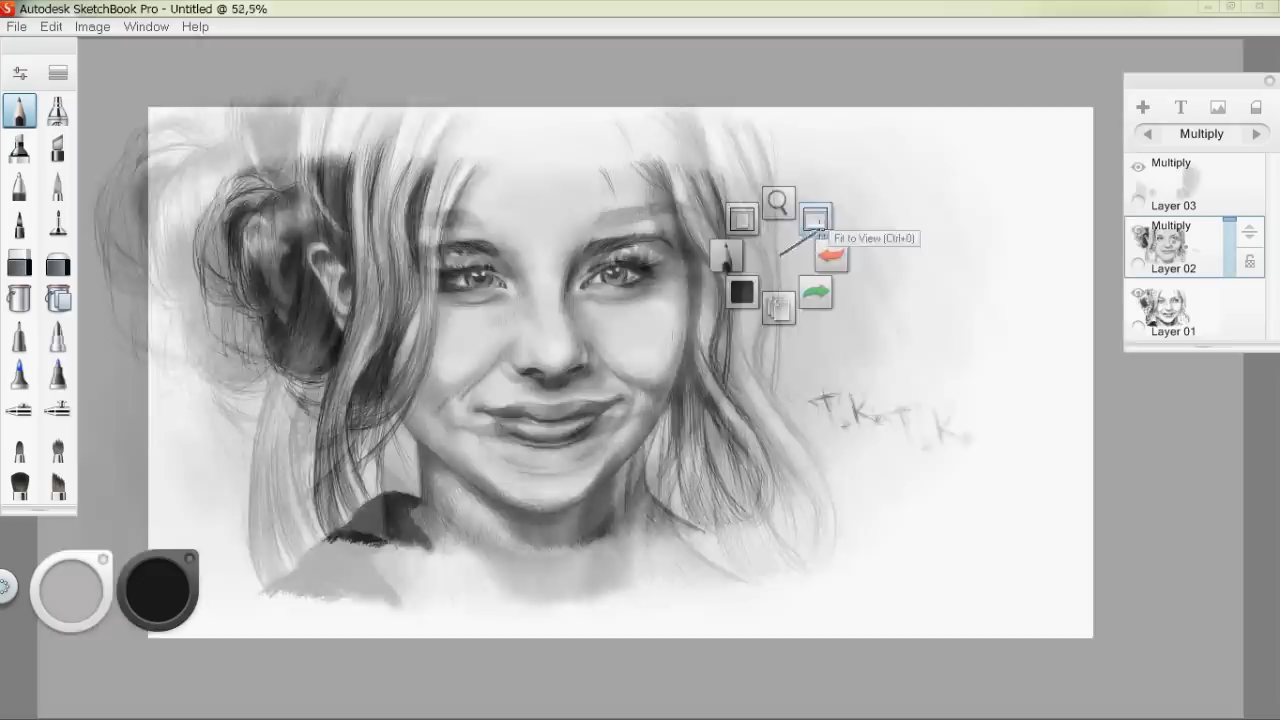 Autodesk SketchBook Pro - Untitled @ 52,5%
File Edit Image Window Help
T
Multiply
Multiply
Layer 03
Multiply
Layer 02
Layer 01
Fit to View (Ctrl+0)